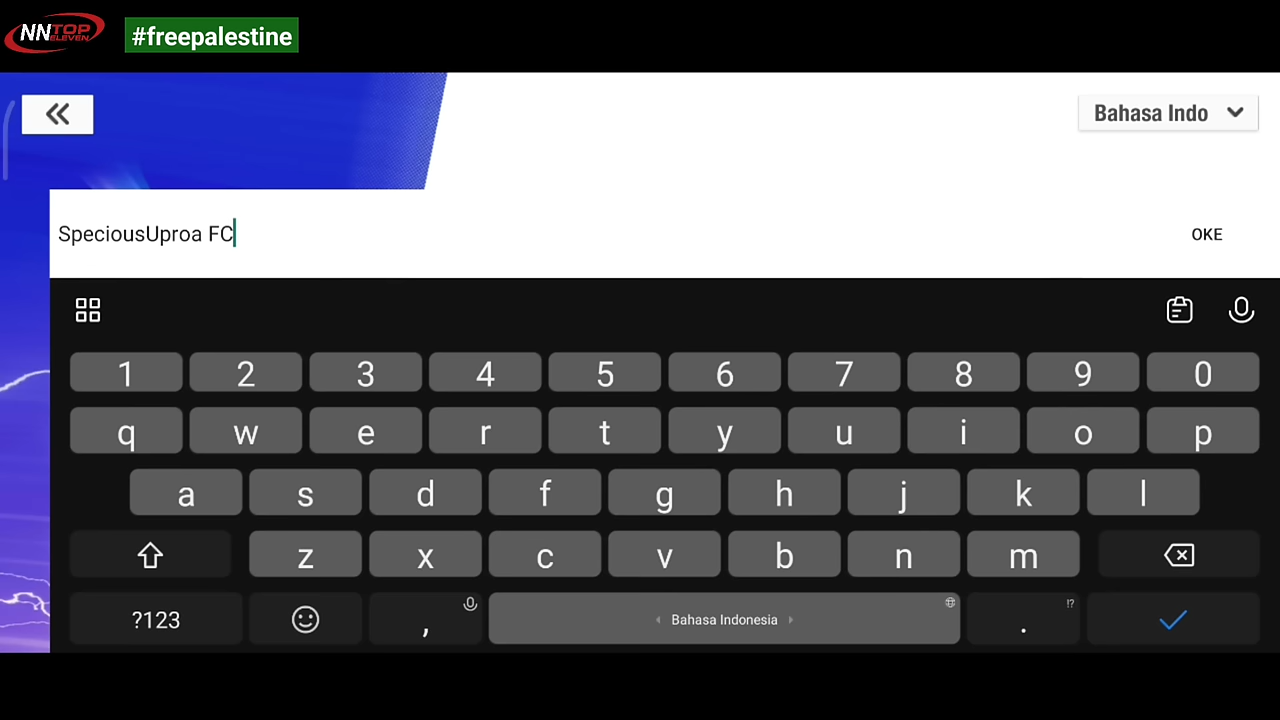 NNTOP
ELEVEN
#freepalestine
Bahasa Indo
SpeciousUproa FC
OKE
1 2 3 4 5 6 7 8 9 0
q w e r t y u i o p
a s d f g h j k l
z x c v b n m
?123 , Bahasa Indonesia . !?